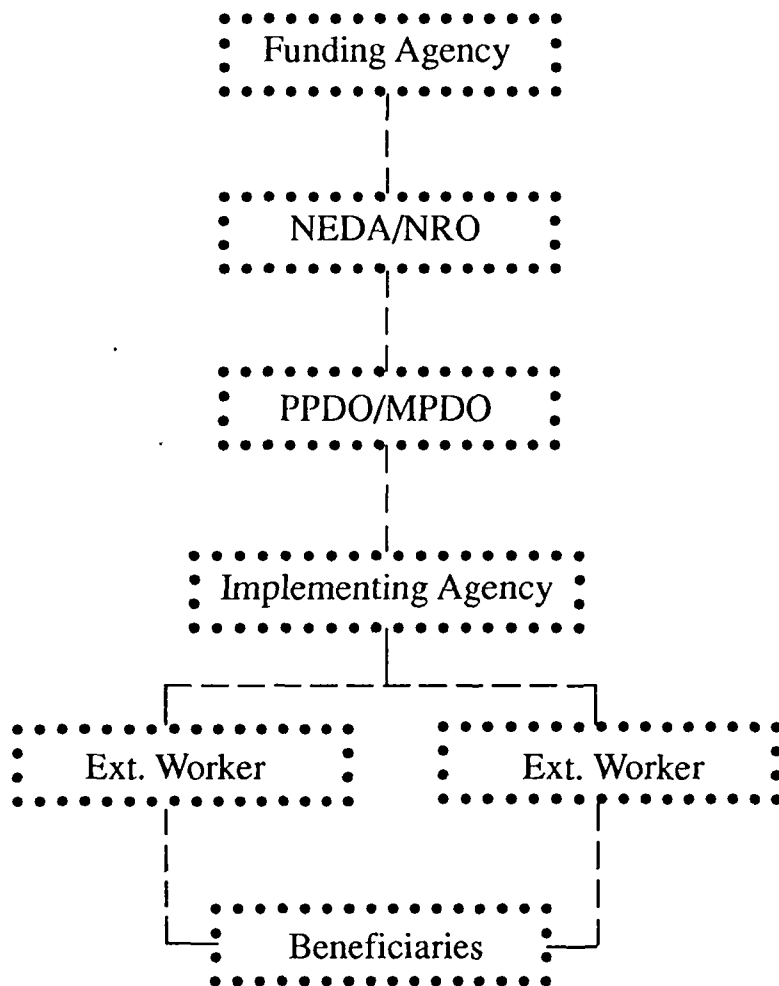 Funding Agency
NEDA/NRO
PPDO/MPDO
Implementing Agency
Ext. Worker
Ext. Worker
Beneficiaries